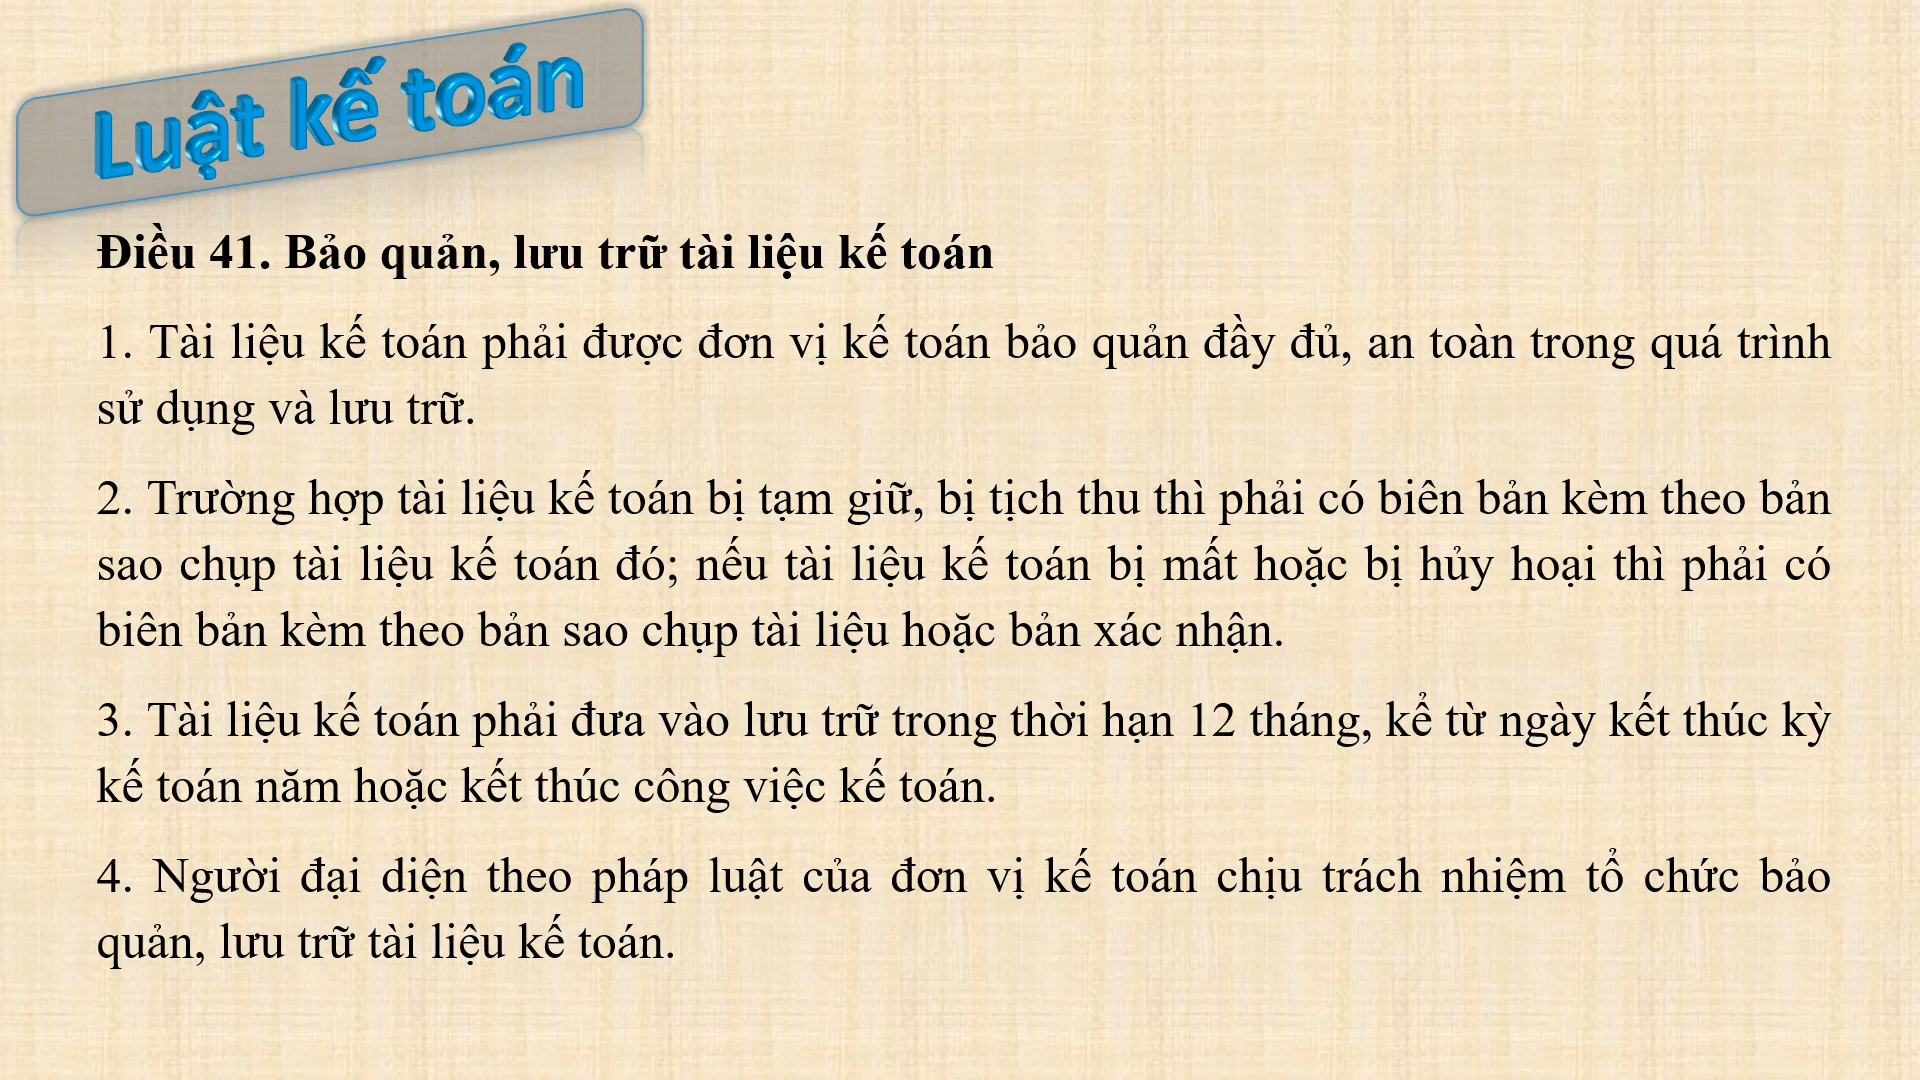 Luật kế toán
Điều 41. Bảo quản, lưu trữ tài liệu kế toán
1. Tài liệu kế toán phải được đơn vị kế toán bảo quản đầy đủ, an toàn trong quá trình
sử dụng và lưu trữ.
2. Trường hợp tài liệu kế toán bị tạm giữ, bị tịch thu thì phải có biên bản kèm theo bản
sao chụp tài liệu kế toán đó; nếu tài liệu kế toán bị mất hoặc bị hủy hoại thì phải có
biên bản kèm theo bản sao chụp tài liệu hoặc bản xác nhận.
3. Tài liệu kế toán phải đưa vào lưu trữ trong thời hạn 12 tháng, kể từ ngày kết thúc kỳ
kế toán năm hoặc kết thúc công việc kế toán.
4. Người đại diện theo pháp luật của đơn vị kế toán chịu trách nhiệm tổ chức bảo
quản, lưu trữ tài liệu kế toán.